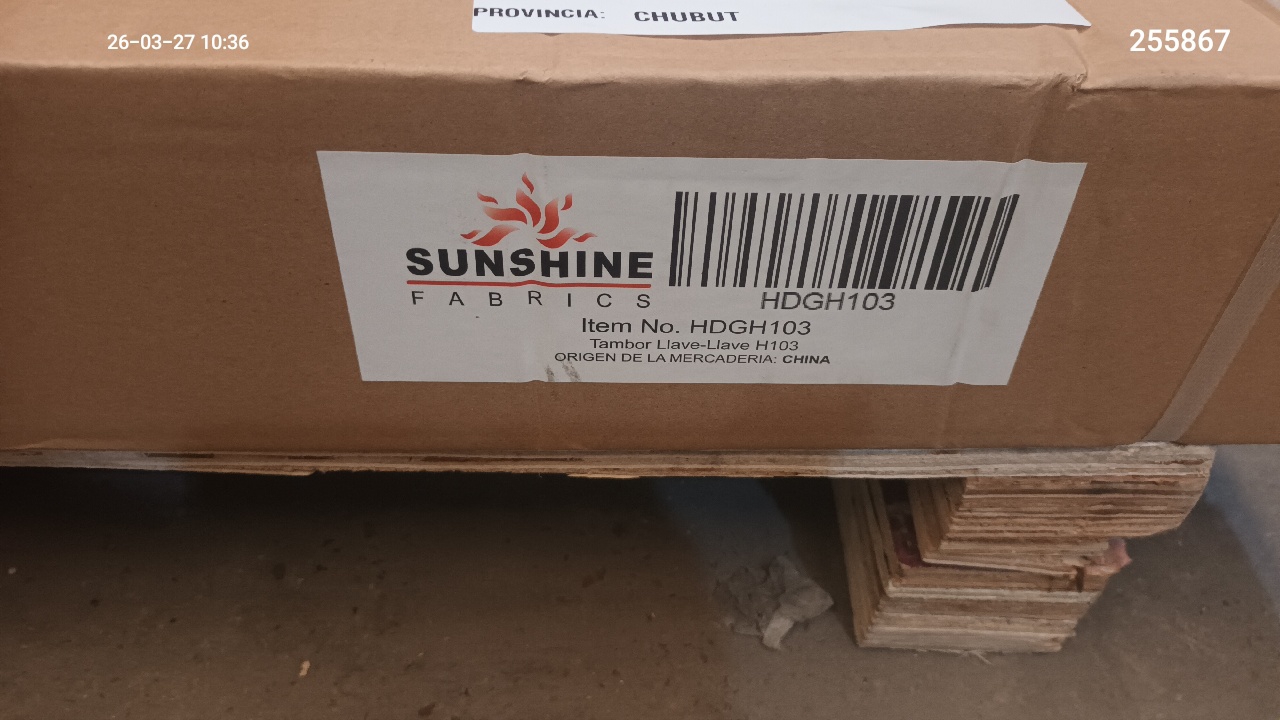 PROVINCIA: CHUBUT
26-03-27 10:36
255867
SUNSHINE
FABRICS
HDGH103
Item No. HDGH103
Tambor Llave-Llave H103
ORIGEN DE LA MERCADERIA: CHINA